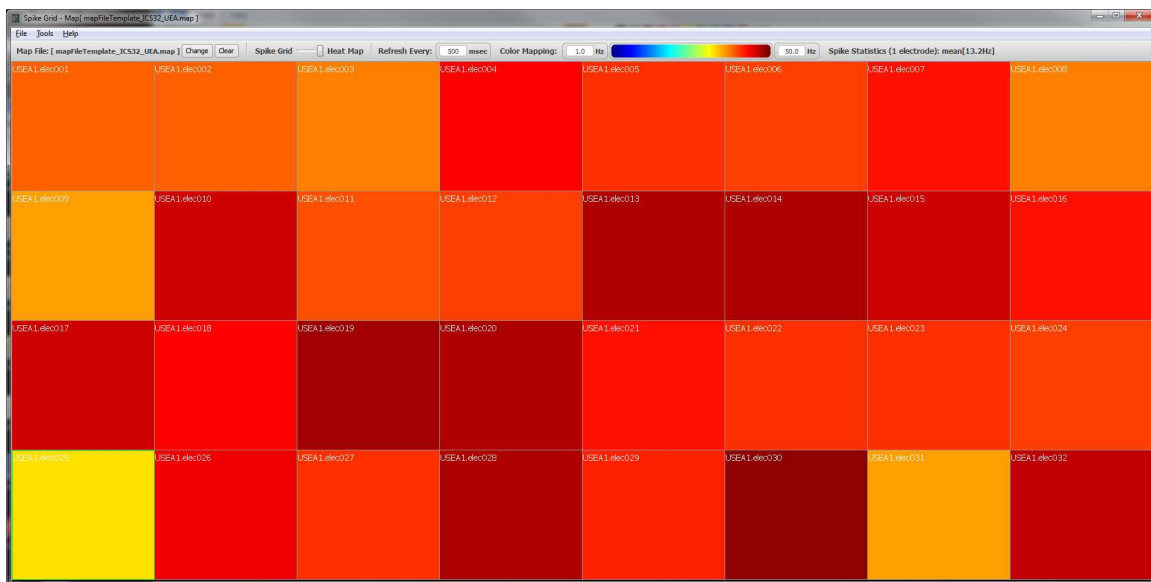 Spike Grid - Map[ mapFileTemplate_ICS32_UEA.map ]
File Tools Help
Map File: [ mapFileTemplate_ICS32_UEA.map ] Change Clear Spike Grid Heat Map Refresh Every: 500 msec Color Mapping: 1.0 Hz 50.0 Hz Spike Statistics (1 electrode): mean[13.2Hz]
USEA1.elec001 USEA1.elec002 USEA1.elec003 USEA1.elec004 USEA1.elec005 USEA1.elec006 USEA1.elec007 USEA1.elec008
USEA1.elec009 USEA1.elec010 USEA1.elec011 USEA1.elec012 USEA1.elec013 USEA1.elec014 USEA1.elec015 USEA1.elec016
USEA1.elec017 USEA1.elec018 USEA1.elec019 USEA1.elec020 USEA1.elec021 USEA1.elec022 USEA1.elec023 USEA1.elec024
USEA1.elec025 USEA1.elec026 USEA1.elec027 USEA1.elec028 USEA1.elec029 USEA1.elec030 USEA1.elec031 USEA1.elec032